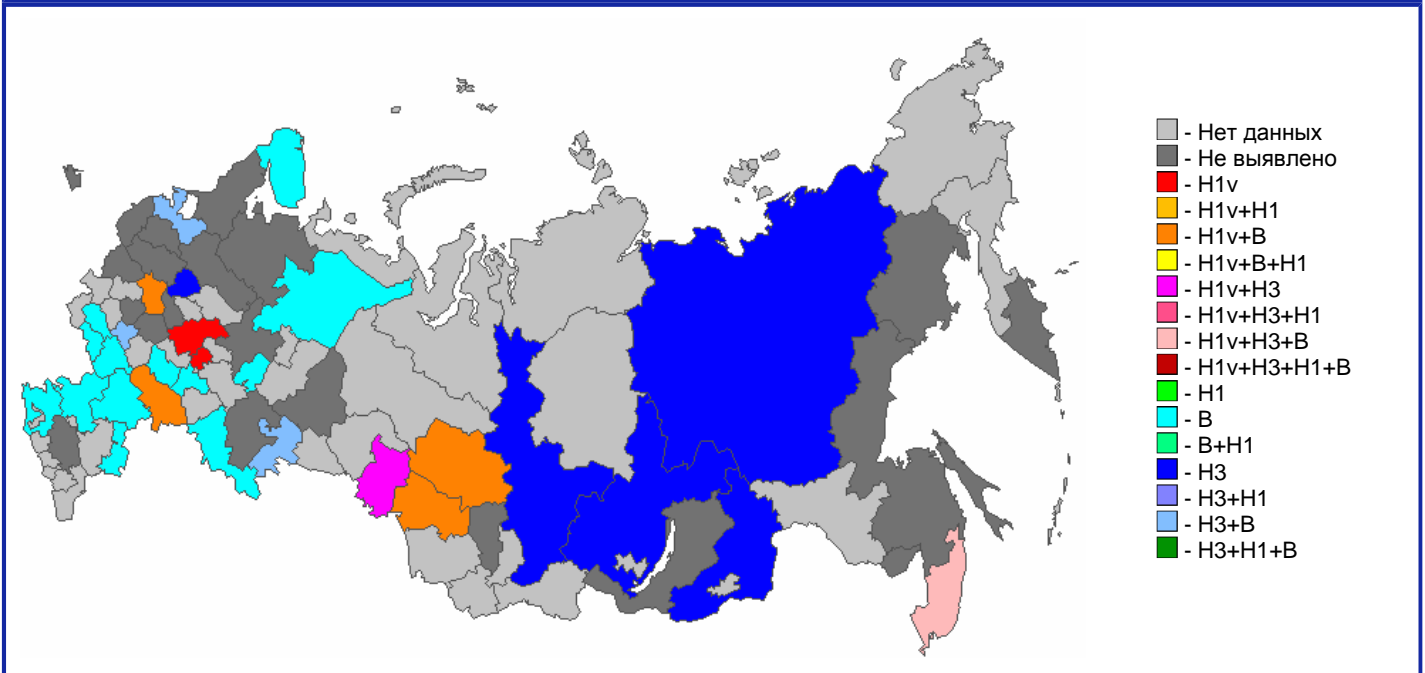 - Нет данных
- Не выявлено
- H1v
- H1v+H1
- H1v+B
- H1v+B+H1
- H1v+H3
- H1v+H3+H1
- H1v+H3+B
- H1v+H3+H1+B
- H1
- B
- B+H1
- H3
- H3+H1
- H3+B
- H3+H1+B